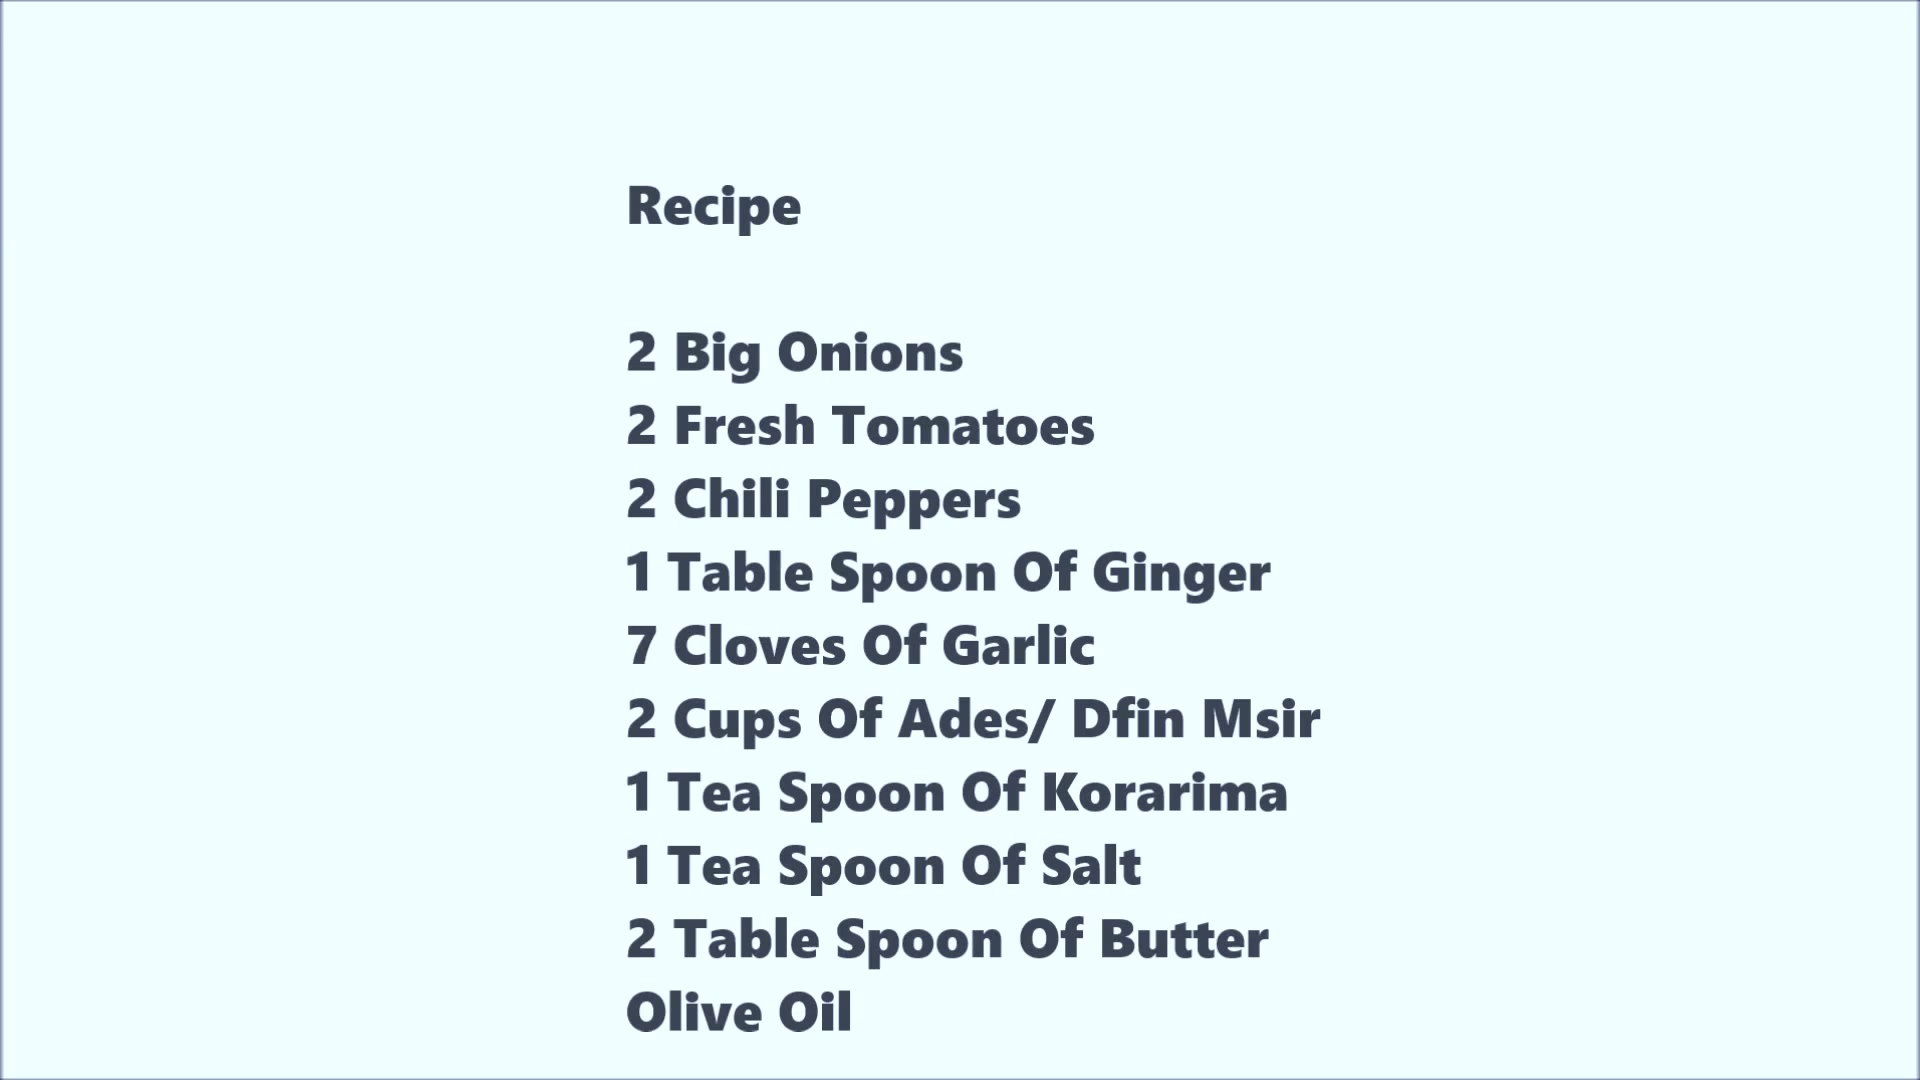 Recipe
2 Big Onions
2 Fresh Tomatoes
2 Chili Peppers
1 Table Spoon Of Ginger
7 Cloves Of Garlic
2 Cups Of Ades/ Dfin Msir
1 Tea Spoon Of Korarima
1 Tea Spoon Of Salt
2 Table Spoon Of Butter
Olive Oil